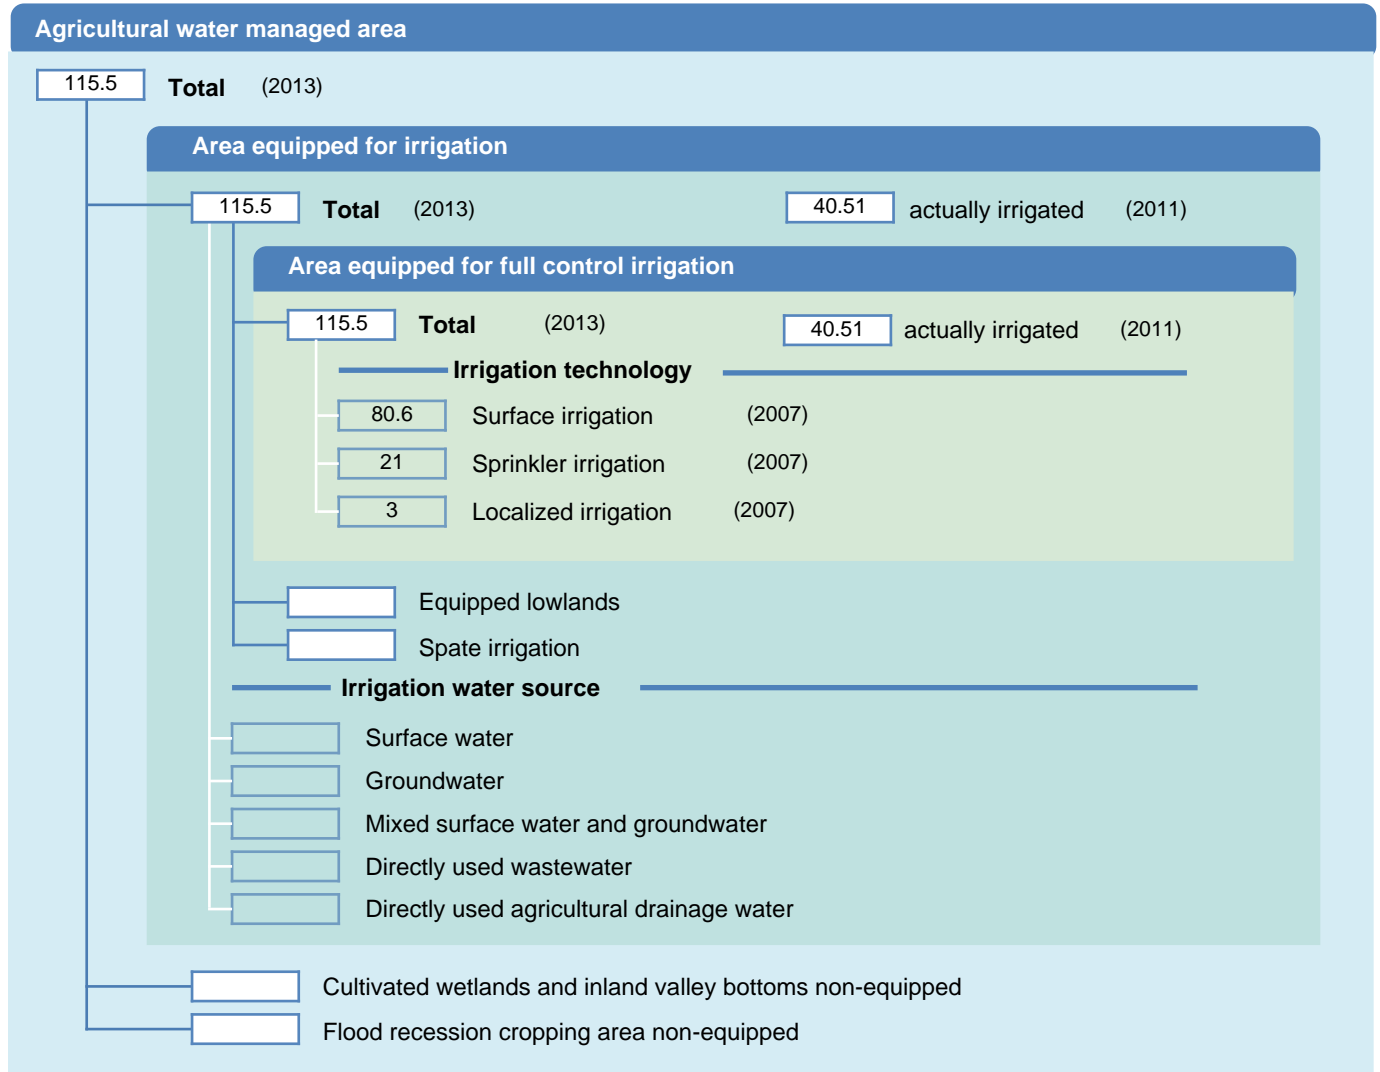 Agricultural water managed area
115.5 Total (2013)
Area equipped for irrigation
115.5 Total (2013) 40.51 actually irrigated (2011)
Area equipped for full control irrigation
115.5 Total (2013) 40.51 actually irrigated (2011)
Irrigation technology
80.6 Surface irrigation (2007)
21 Sprinkler irrigation (2007)
3 Localized irrigation (2007)
Equipped lowlands
Spate irrigation
Irrigation water source
Surface water
Groundwater
Mixed surface water and groundwater
Directly used wastewater
Directly used agricultural drainage water
Cultivated wetlands and inland valley bottoms non-equipped
Flood recession cropping area non-equipped